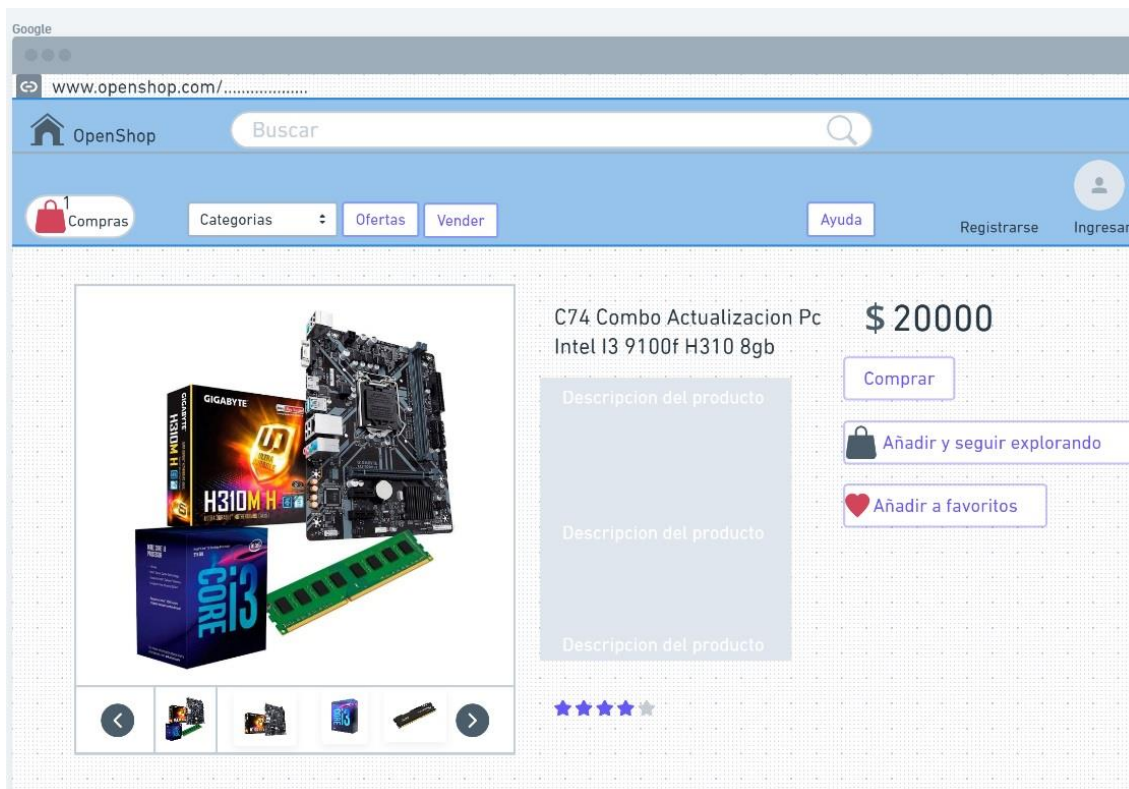 Google
www.openshop.com/...................
OpenShop
Buscar
1
Compras
Categorias
Ofertas
Vender
Ayuda
Registrarse
Ingresar
C74 Combo Actualizacion Pc
Intel I3 9100f H310 8gb
$ 20000
Descripcion del producto
Comprar
Añadir y seguir explorando
Añadir a favoritos
Descripcion del producto
Descripcion del producto
GIGABYTE
GIGABYTE
H310M H
H310M H
CORE i3